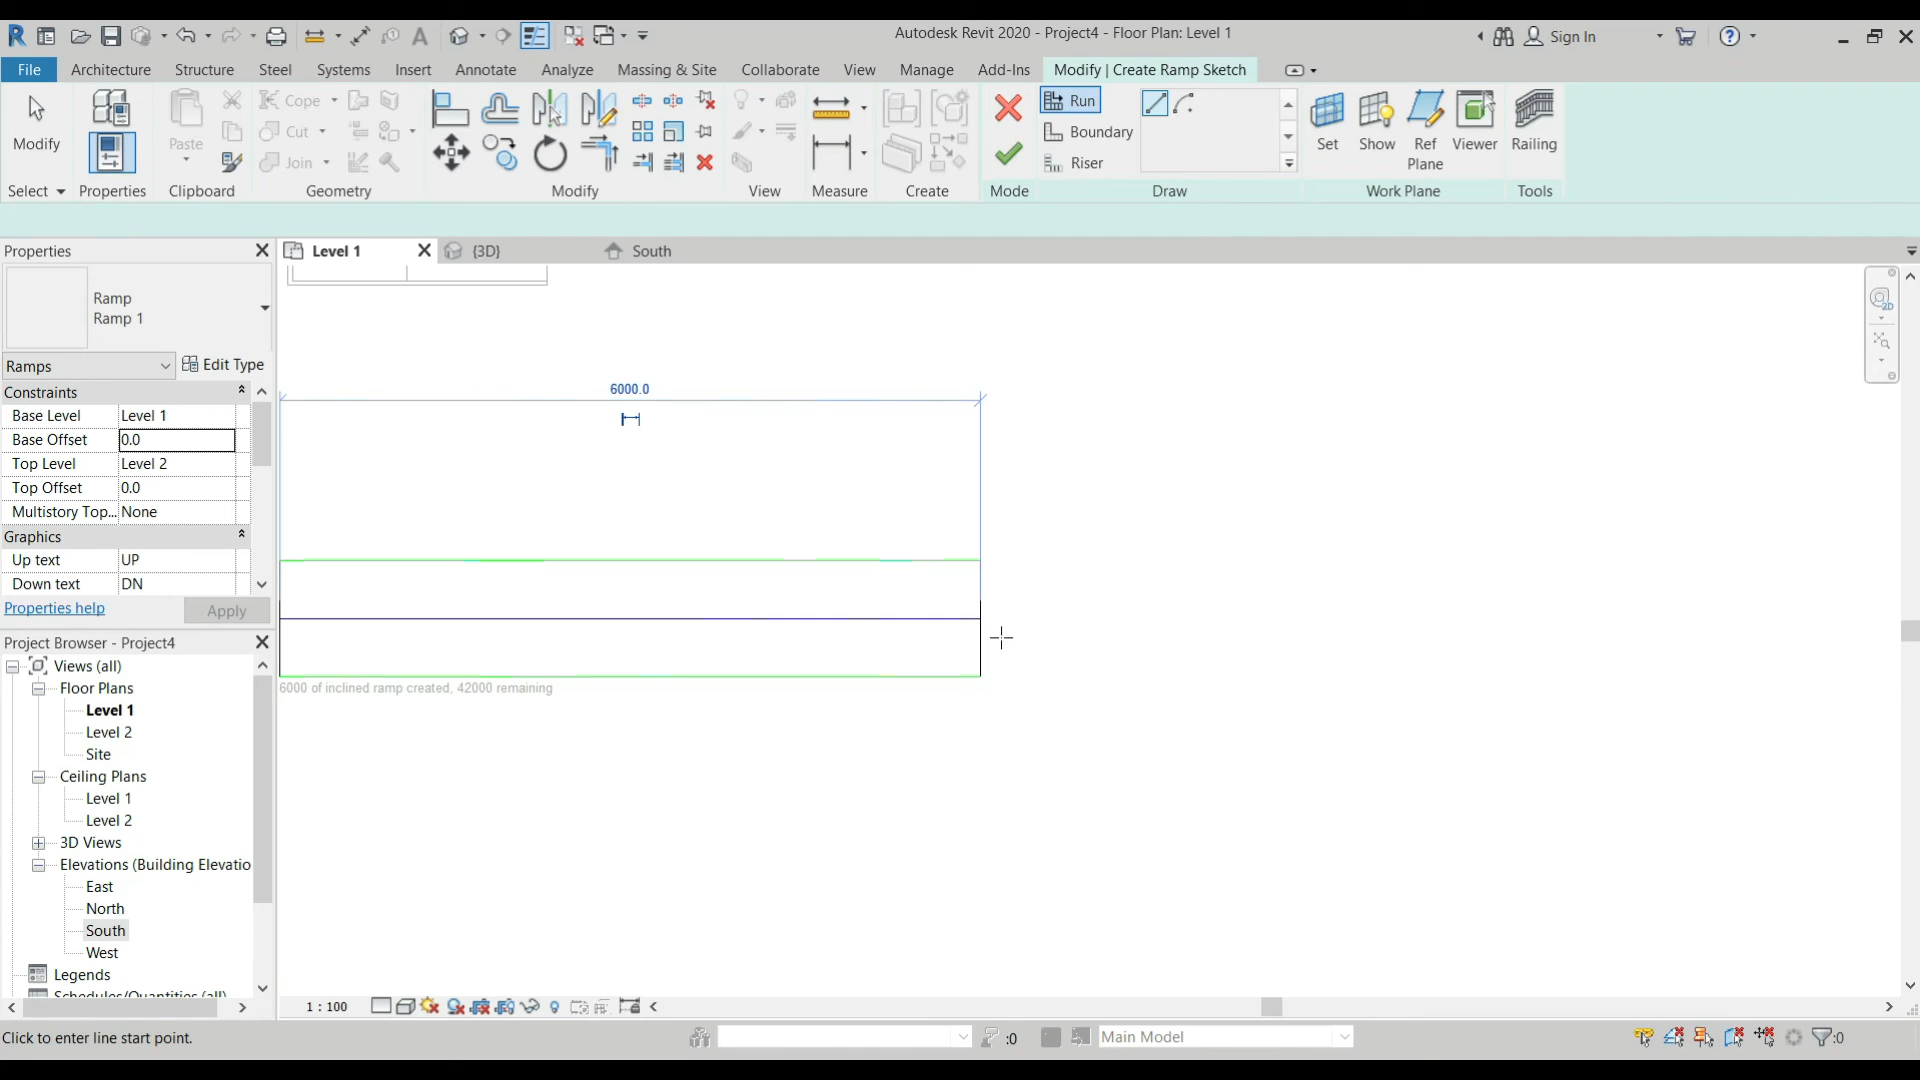 Autodesk Revit 2020 - Project4 - Floor Plan: Level 1
Sign In
File Architecture Structure Steel Systems Insert Annotate Analyze Massing & Site Collaborate View Manage Add-Ins Modify | Create Ramp Sketch
Modify
Paste
Cope
Cut
Join
Run
Boundary
Riser
Set
Show
Ref
Plane
Viewer
Railing
Select Properties Clipboard Geometry Modify View Measure Create Mode Draw Work Plane Tools
Properties
Level 1
{3D}
South
Ramp
Ramp 1
Ramps
Edit Type
Constraints
Base Level Level 1
Base Offset 0.0
Top Level Level 2
Top Offset 0.0
Multistory Top... None
Graphics
Up text UP
Down text DN
Properties help
Apply
6000.0
6000 of inclined ramp created, 42000 remaining
2D
Project Browser - Project4
Views (all)
Floor Plans
Level 1
Level 2
Site
Ceiling Plans
Level 1
Level 2
3D Views
Elevations (Building Elevatio
East
North
South
West
Legends
Schedules/Quantities (all)
1 : 100
Click to enter line start point.
:0
Main Model
:0